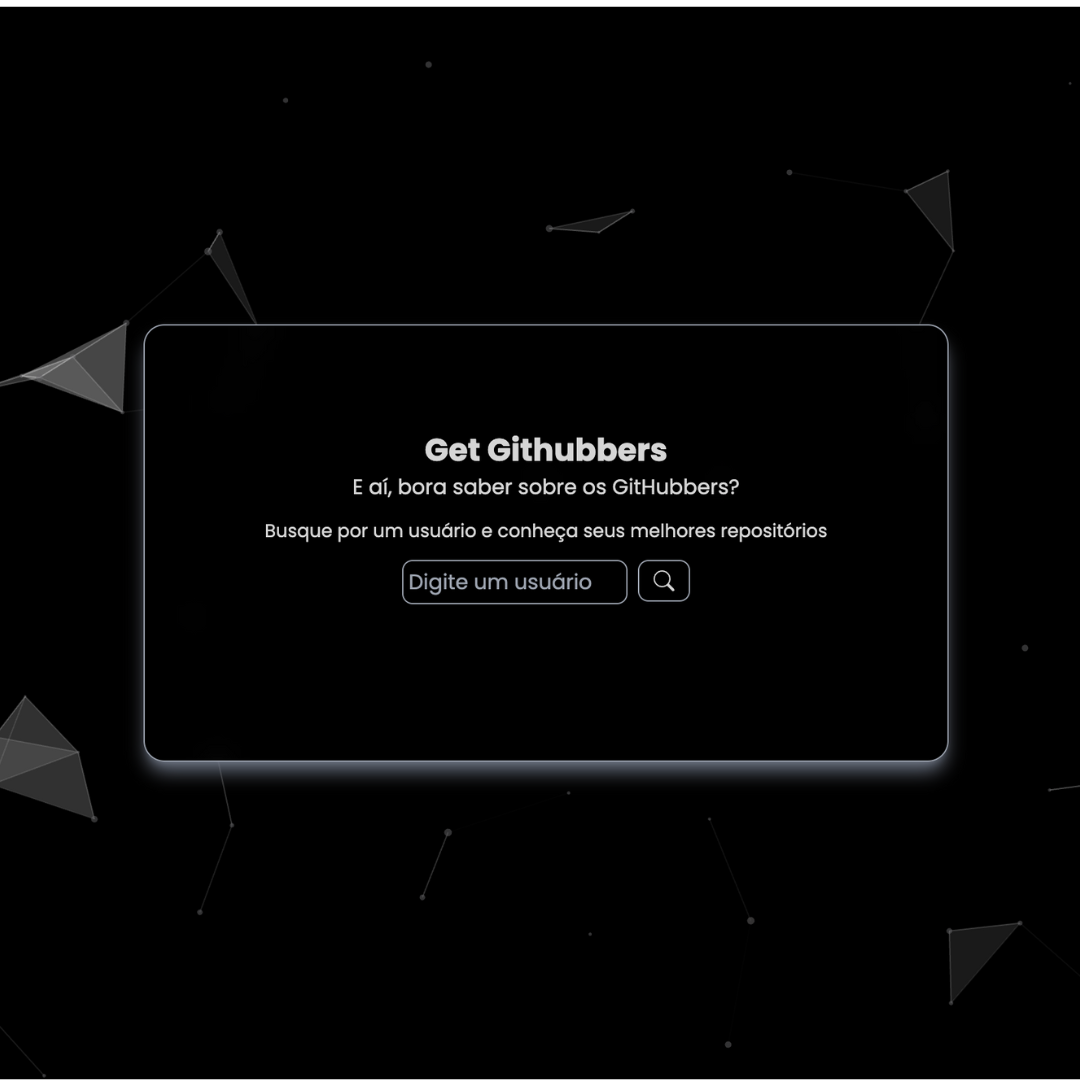 Get Githubbers
E aí, bora saber sobre os GitHubbers?
Busque por um usuário e conheça seus melhores repositórios
Digite um usuário